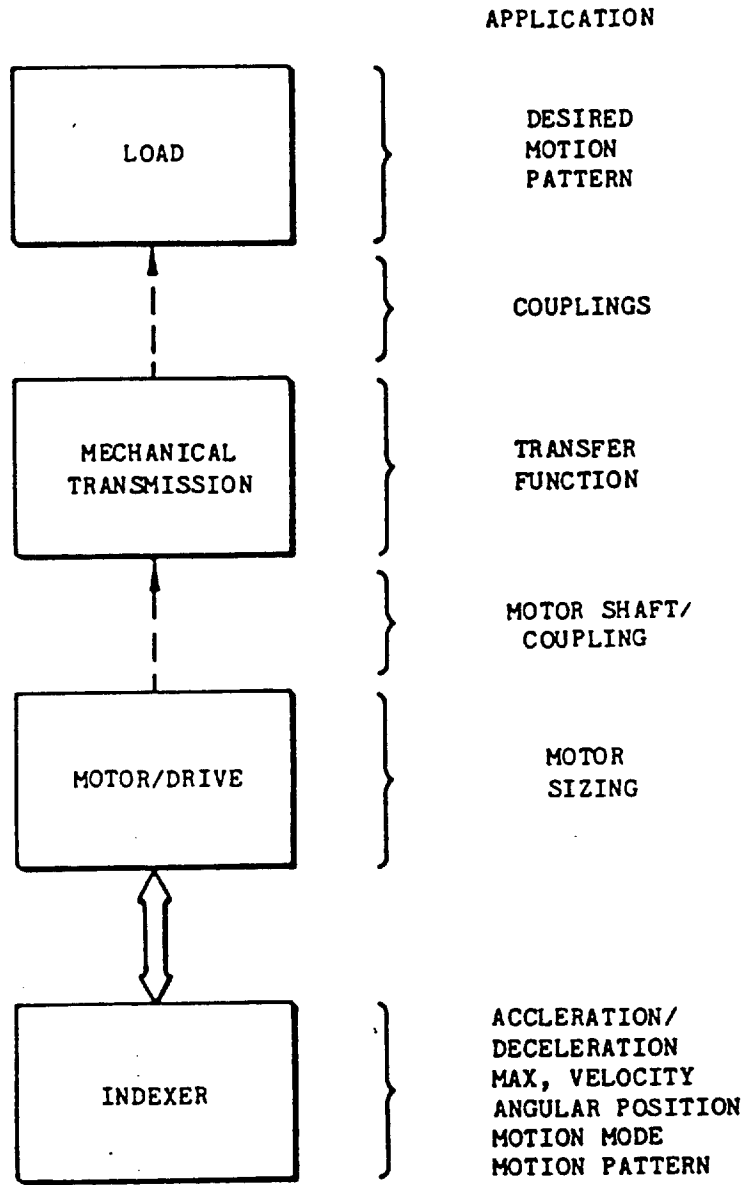 APPLICATION
LOAD
DESIRED
MOTION
PATTERN
COUPLINGS
MECHANICAL
TRANSMISSION
TRANSFER
FUNCTION
MOTOR SHAFT/
COUPLING
MOTOR/DRIVE
MOTOR
SIZING
INDEXER
ACCLERATION/
DECELERATION
MAX, VELOCITY
ANGULAR POSITION
MOTION MODE
MOTION PATTERN